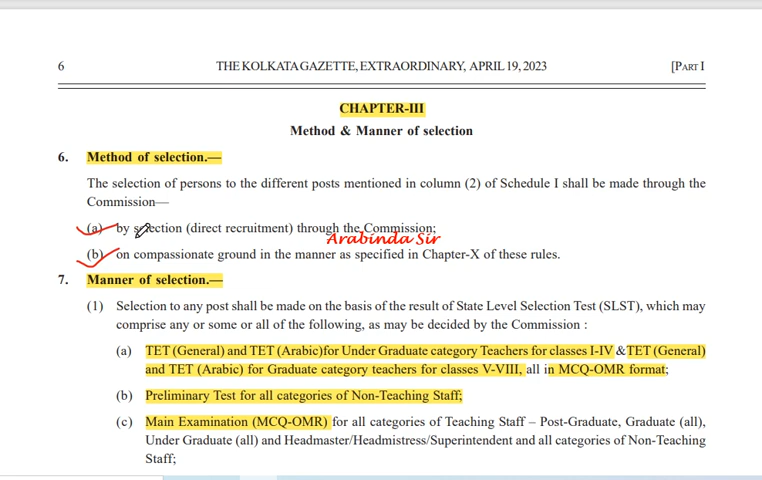 6 THE KOLKATA GAZETTE, EXTRAORDINARY, APRIL 19, 2023 [PART I
CHAPTER-III
Method & Manner of selection
6. Method of selection.—
The selection of persons to the different posts mentioned in column (2) of Schedule I shall be made through the
Commission—
(a) by selection (direct recruitment) through the Commission;
Arabinda Sir
(b) on compassionate ground in the manner as specified in Chapter-X of these rules.
7. Manner of selection.—
(1) Selection to any post shall be made on the basis of the result of State Level Selection Test (SLST), which may
comprise any or some or all of the following, as may be decided by the Commission :
(a) TET (General) and TET (Arabic)for Under Graduate category Teachers for classes I-IV &TET (General)
and TET (Arabic) for Graduate category teachers for classes V-VIII, all in MCQ-OMR format;
(b) Preliminary Test for all categories of Non-Teaching Staff;
(c) Main Examination (MCQ-OMR) for all categories of Teaching Staff – Post-Graduate, Graduate (all),
Under Graduate (all) and Headmaster/Headmistress/Superintendent and all categories of Non-Teaching
Staff;